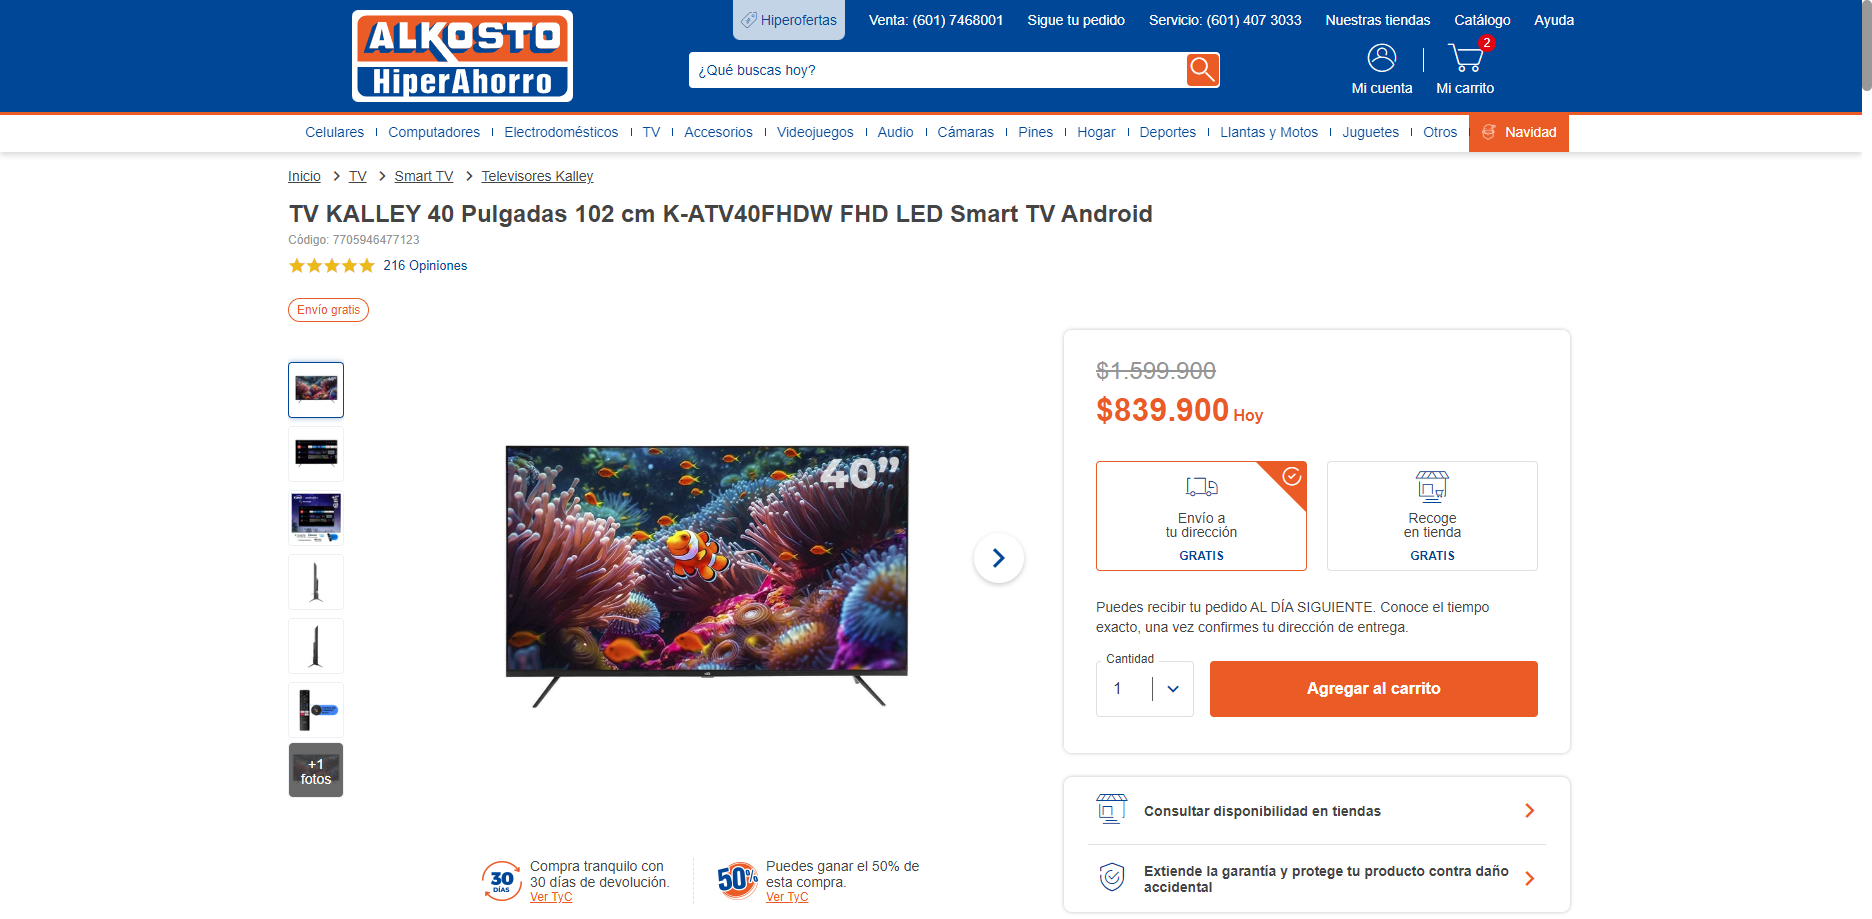 ALKOSTO
HiperAhorro
Hiperofertas
Venta: (601) 7468001
Sigue tu pedido
Servicio: (601) 407 3033
Nuestras tiendas
Catálogo
Ayuda
¿Qué buscas hoy?
Mi cuenta
2
Mi carrito
Celulares
Computadores
Electrodomésticos
TV
Accesorios
Videojuegos
Audio
Cámaras
Pines
Hogar
Deportes
Llantas y Motos
Juguetes
Otros
Navidad
Inicio
TV
Smart TV
Televisores Kalley
TV KALLEY 40 Pulgadas 102 cm K-ATV40FHDW FHD LED Smart TV Android
Código: 7705946477123
216 Opiniones
Envío gratis
40”
+1
fotos
$1.599.900
$839.900 Hoy
Envío a
tu dirección
GRATIS
Recoge
en tienda
GRATIS
Puedes recibir tu pedido AL DÍA SIGUIENTE. Conoce el tiempo
exacto, una vez confirmes tu dirección de entrega.
Cantidad
1
Agregar al carrito
Consultar disponibilidad en tiendas
Extiende la garantía y protege tu producto contra daño
accidental
30
DÍAS
Compra tranquilo con
30 días de devolución.
Ver TyC
50%
Puedes ganar el 50% de
esta compra.
Ver TyC